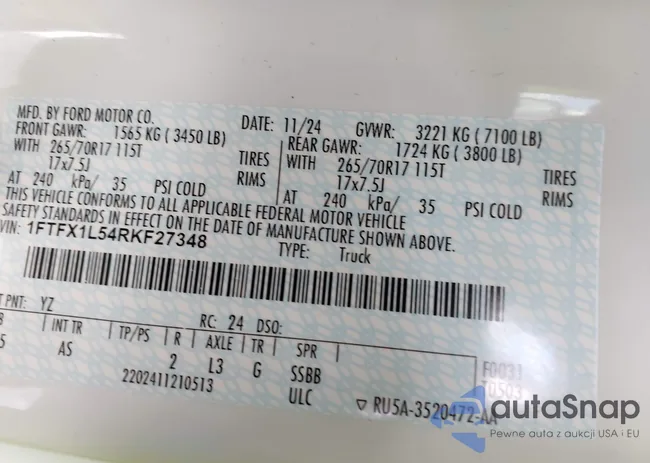 MFD. BY FORD MOTOR CO. DATE: 11/24 GVWR: 3221 KG ( 7100 LB)
FRONT GAWR: 1565 KG ( 3450 LB) REAR GAWR: 1724 KG ( 3800 LB)
WITH 265/70R17 115T TIRES WITH 265/70R17 115T TIRES
17x7.5J RIMS 17x7.5J RIMS
AT 240 kPa/ 35 PSI COLD AT 240 kPa/ 35 PSI COLD
THIS VEHICLE CONFORMS TO ALL APPLICABLE FEDERAL MOTOR VEHICLE
SAFETY STANDARDS IN EFFECT ON THE DATE OF MANUFACTURE SHOWN ABOVE.
VIN: 1FTFX1L54RKF27348 TYPE: Truck
T PNT: YZ RC: 24 DSO:
INT TR TP/PS R AXLE TR SPR
AS 2 L3 G SSBB
2202411210513 ULC
F0031
T0503
▽ RU5A-3520472-AA
autaSnap
Pewne auta z aukcji USA i EU